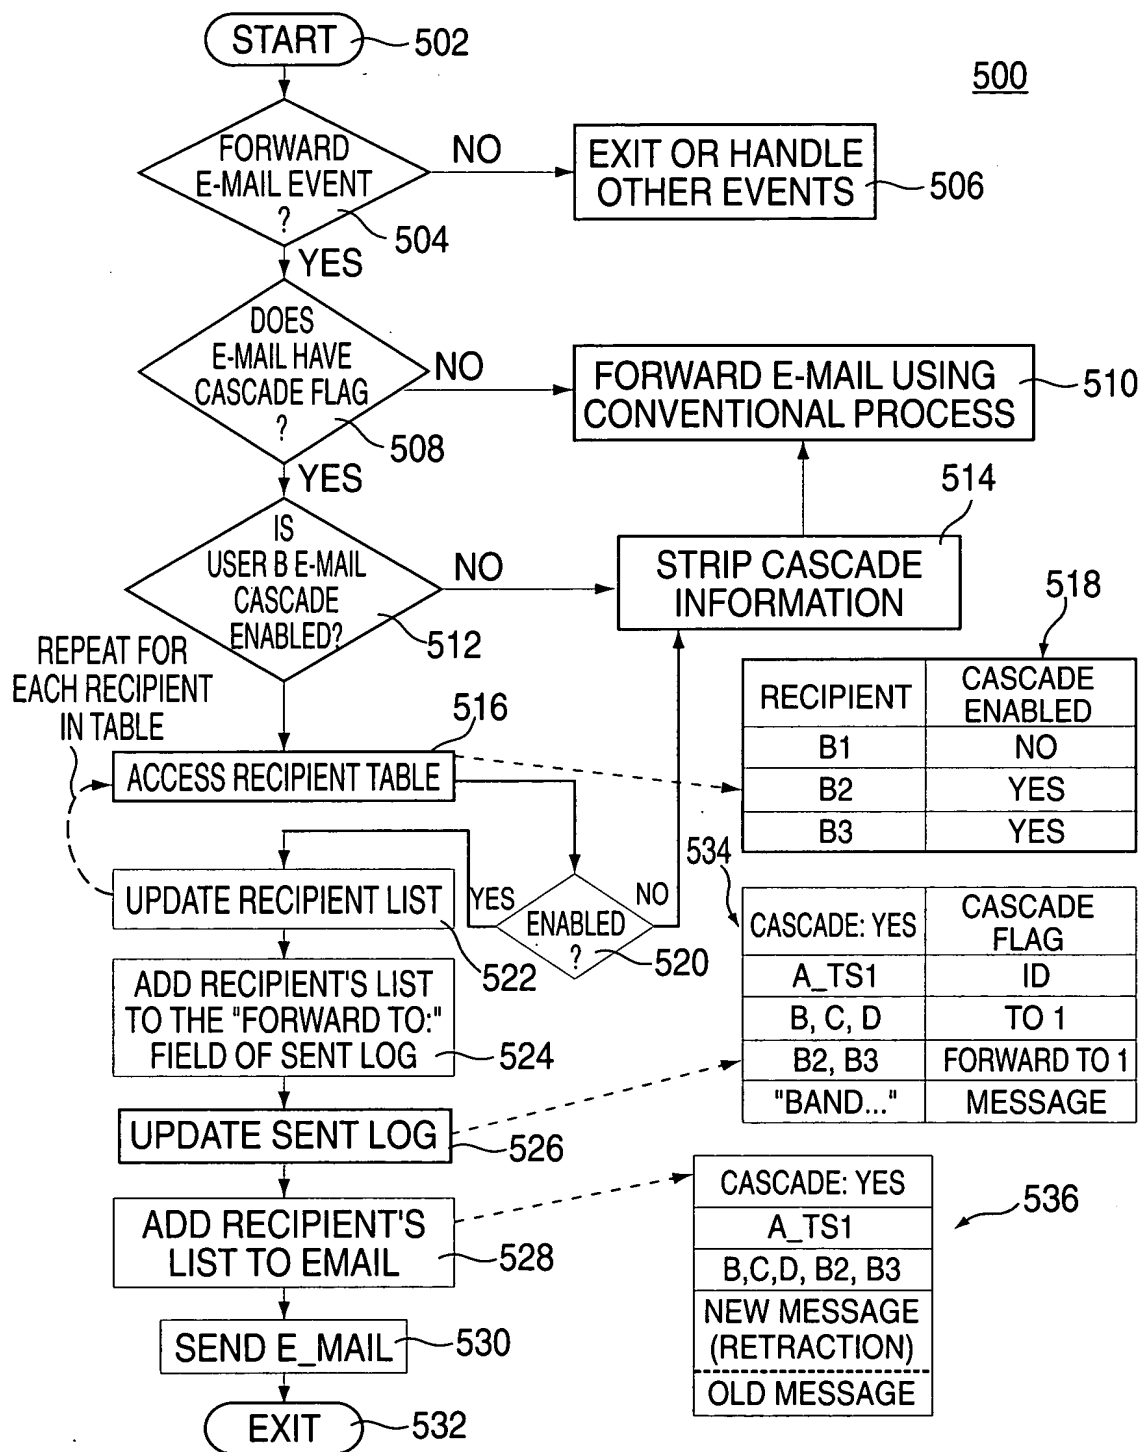 START
502
500
FORWARD
E-MAIL EVENT
?
504
NO
EXIT OR HANDLE
OTHER EVENTS
506
YES
DOES
E-MAIL HAVE
CASCADE FLAG
?
508
NO
FORWARD E-MAIL USING
CONVENTIONAL PROCESS
510
YES
IS
USER B E-MAIL
CASCADE
ENABLED?
512
NO
STRIP CASCADE
INFORMATION
514
REPEAT FOR
EACH RECIPIENT
IN TABLE
ACCESS RECIPIENT TABLE
516
518
RECIPIENT
CASCADE
ENABLED
B1
NO
B2
YES
B3
YES
ENABLED
?
520
YES
NO
UPDATE RECIPIENT LIST
522
ADD RECIPIENT'S LIST
TO THE "FORWARD TO:"
FIELD OF SENT LOG
524
534
CASCADE: YES
CASCADE
FLAG
A_TS1
ID
B, C, D
TO 1
B2, B3
FORWARD TO 1
"BAND..."
MESSAGE
UPDATE SENT LOG
526
ADD RECIPIENT'S
LIST TO EMAIL
528
CASCADE: YES
A_TS1
B,C,D, B2, B3
NEW MESSAGE
(RETRACTION)
OLD MESSAGE
536
SEND E_MAIL
530
EXIT
532